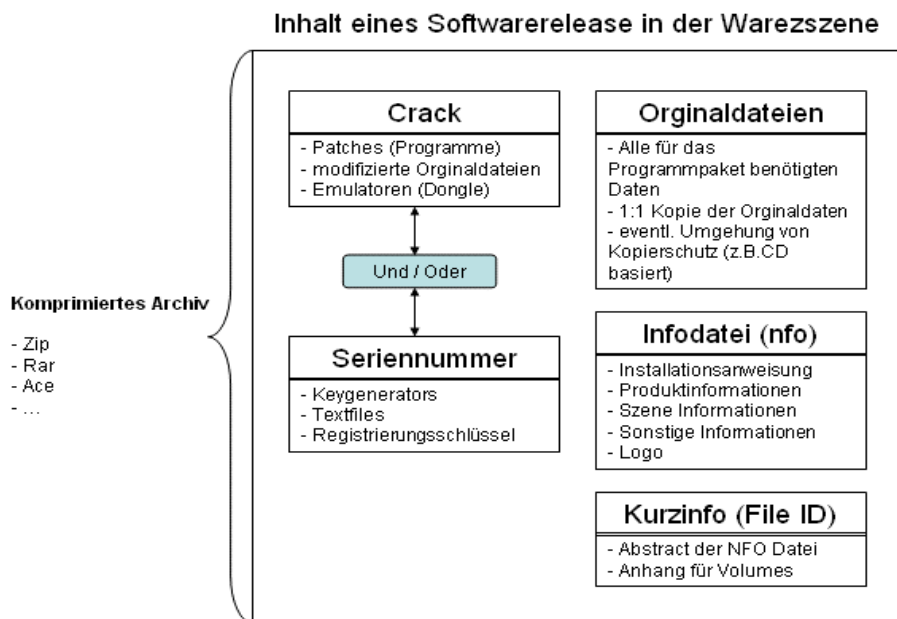 Inhalt eines Softwarerelease in der Warezszene
Komprimiertes Archiv
- Zip
- Rar
- Ace
- ...
Crack
- Patches (Programme)
- modifizierte Orginaldateien
- Emulatoren (Dongle)
Und / Oder
Seriennummer
- Keygenerators
- Textfiles
- Registrierungsschlüssel
Orginaldateien
- Alle für das
Programmpaket benötigten
Daten
- 1:1 Kopie der Orginaldaten
- eventl. Umgehung von
Kopierschutz (z.B.CD
basiert)
Infodatei (nfo)
- Installationsanweisung
- Produktinformationen
- Szene Informationen
- Sonstige Informationen
- Logo
Kurzinfo (File ID)
- Abstract der NFO Datei
- Anhang für Volumes